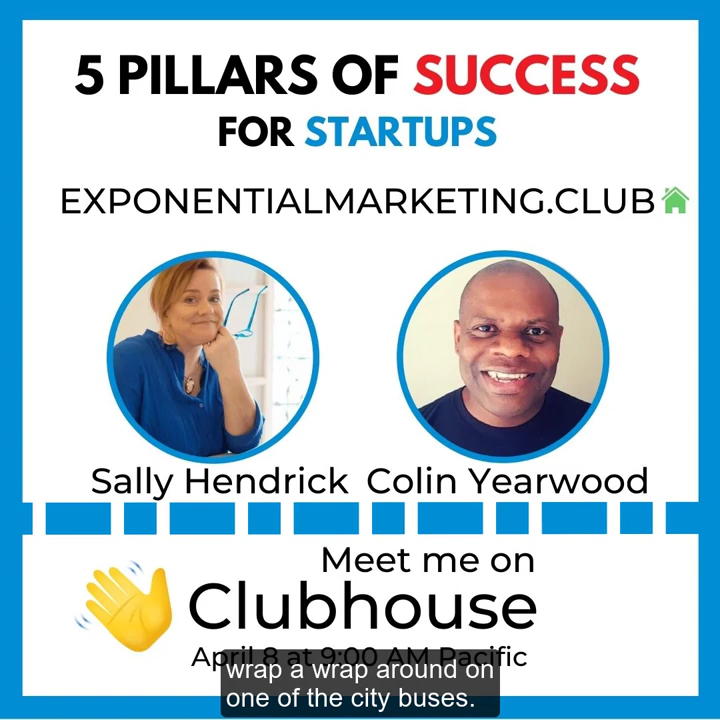 5 PILLARS OF SUCCESS
FOR STARTUPS
EXPONENTIALMARKETING.CLUB
Sally Hendrick
Colin Yearwood
Meet me on
Clubhouse
April 8 at 9:00 AM Pacific
wrap a wrap around on
one of the city buses.